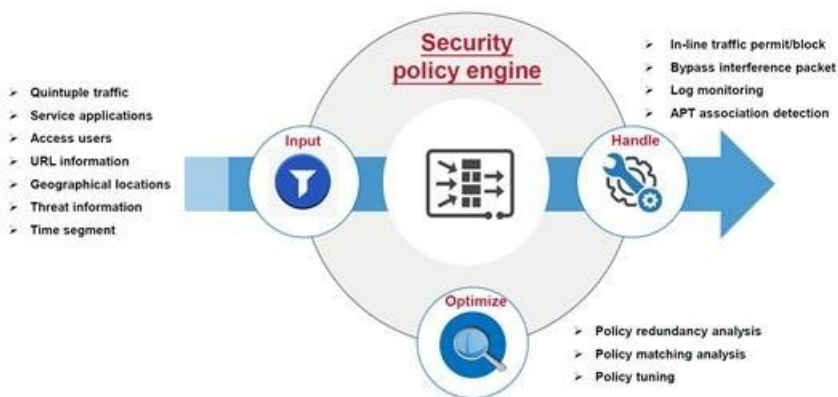 Security
policy engine
Input
Quintuple traffic
Service applications
Access users
URL information
Geographical locations
Threat information
Time segment
Handle
In-line traffic permit/block
Bypass interference packet
Log monitoring
APT association detection
Optimize
Policy redundancy analysis
Policy matching analysis
Policy tuning